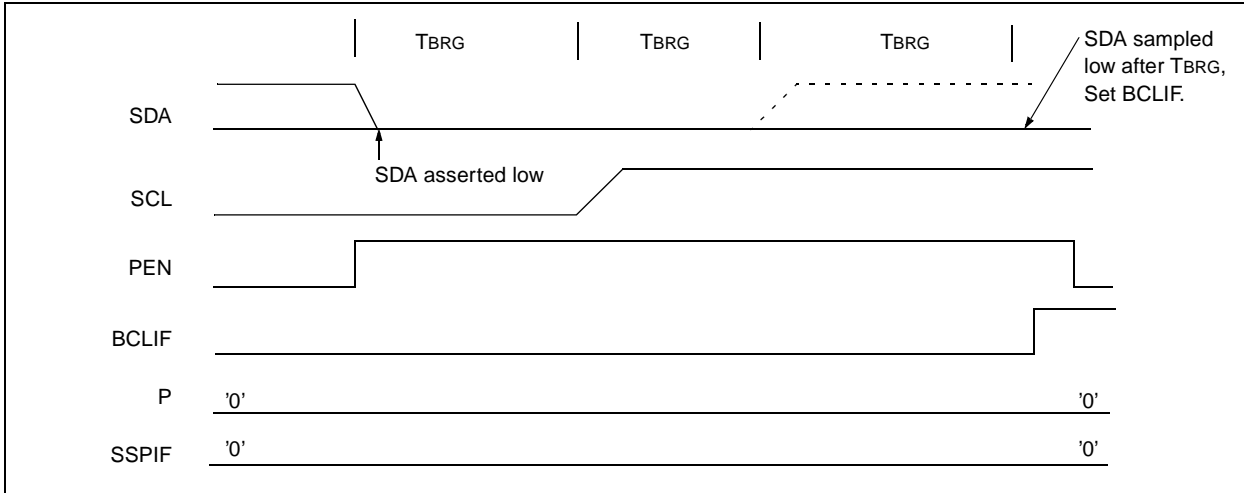 TBRG TBRG TBRG
SDA sampled
low after TBRG,
Set BCLIF.
SDA
SDA asserted low
SCL
PEN
BCLIF
P '0' '0'
SSPIF '0' '0'